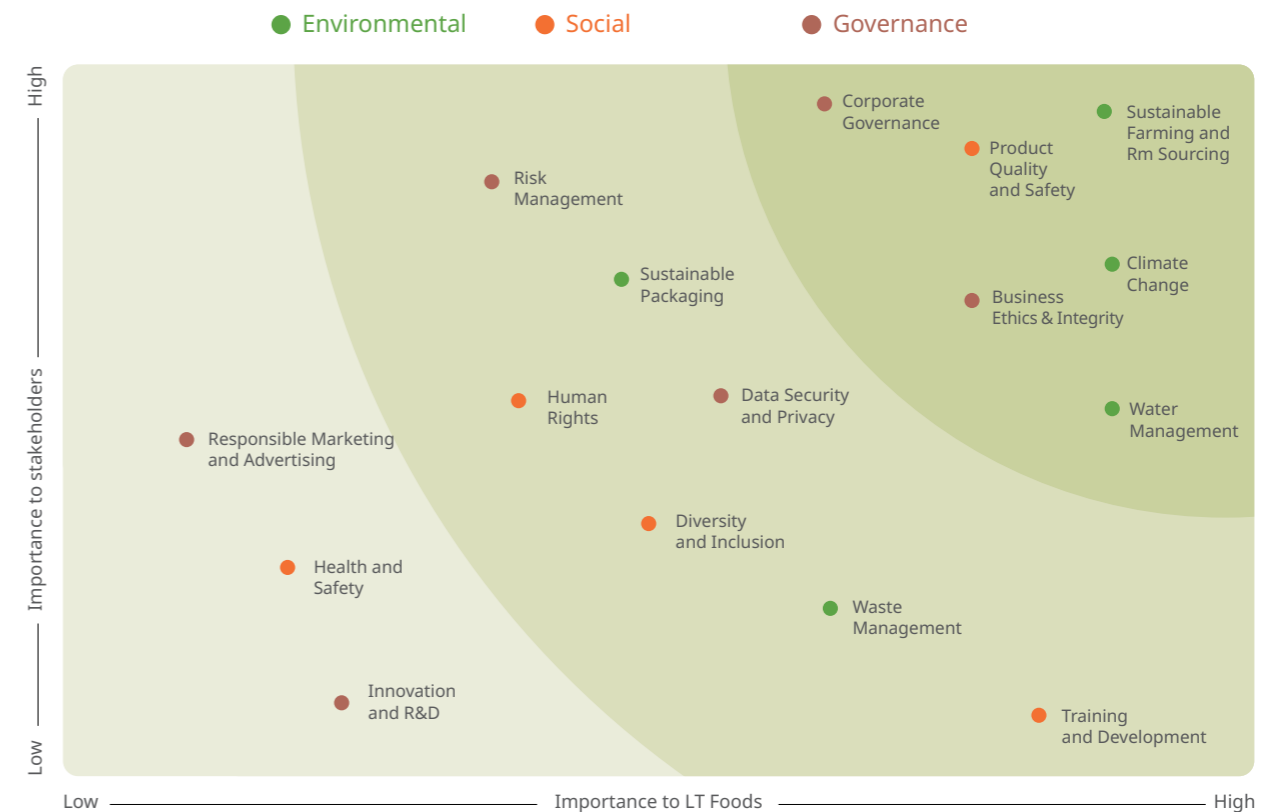 Environmental
Social
Governance
High
Importance to stakeholders
Low
Corporate
Governance
Sustainable
Farming and
Rm Sourcing
Product
Quality
and Safety
Risk
Management
Climate
Change
Sustainable
Packaging
Business
Ethics & Integrity
Human
Rights
Data Security
and Privacy
Water
Management
Responsible Marketing
and Advertising
Diversity
and Inclusion
Health and
Safety
Waste
Management
Innovation
and R&D
Training
and Development
Low
Importance to LT Foods
High